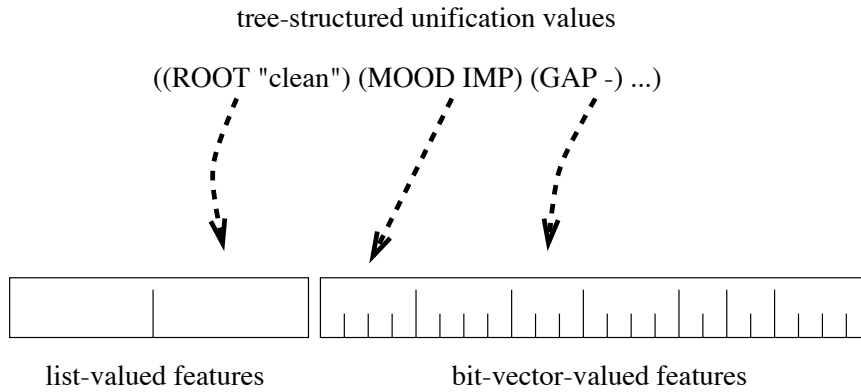 tree-structured unification values
((ROOT "clean") (MOOD IMP) (GAP -) ...)
list-valued features
bit-vector-valued features